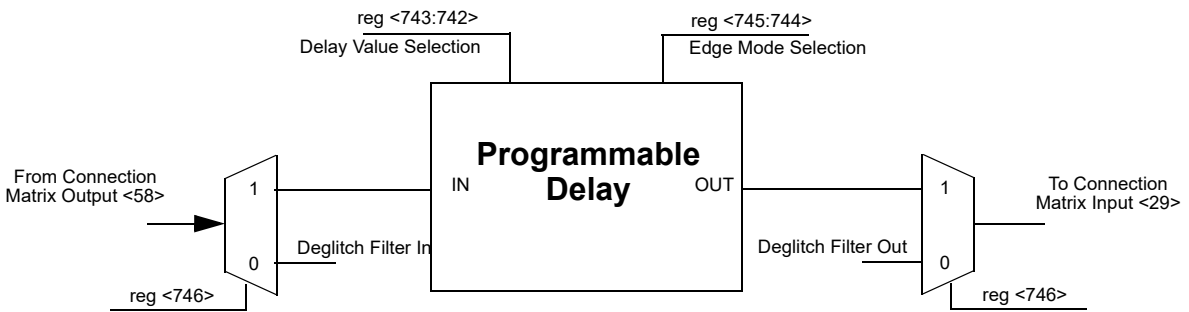 reg <743:742>
Delay Value Selection
reg <745:744>
Edge Mode Selection
Programmable
Delay
IN
OUT
From Connection
Matrix Output <58>
1
0
Deglitch Filter In
reg <746>
Deglitch Filter Out
1
0
To Connection
Matrix Input <29>
reg <746>